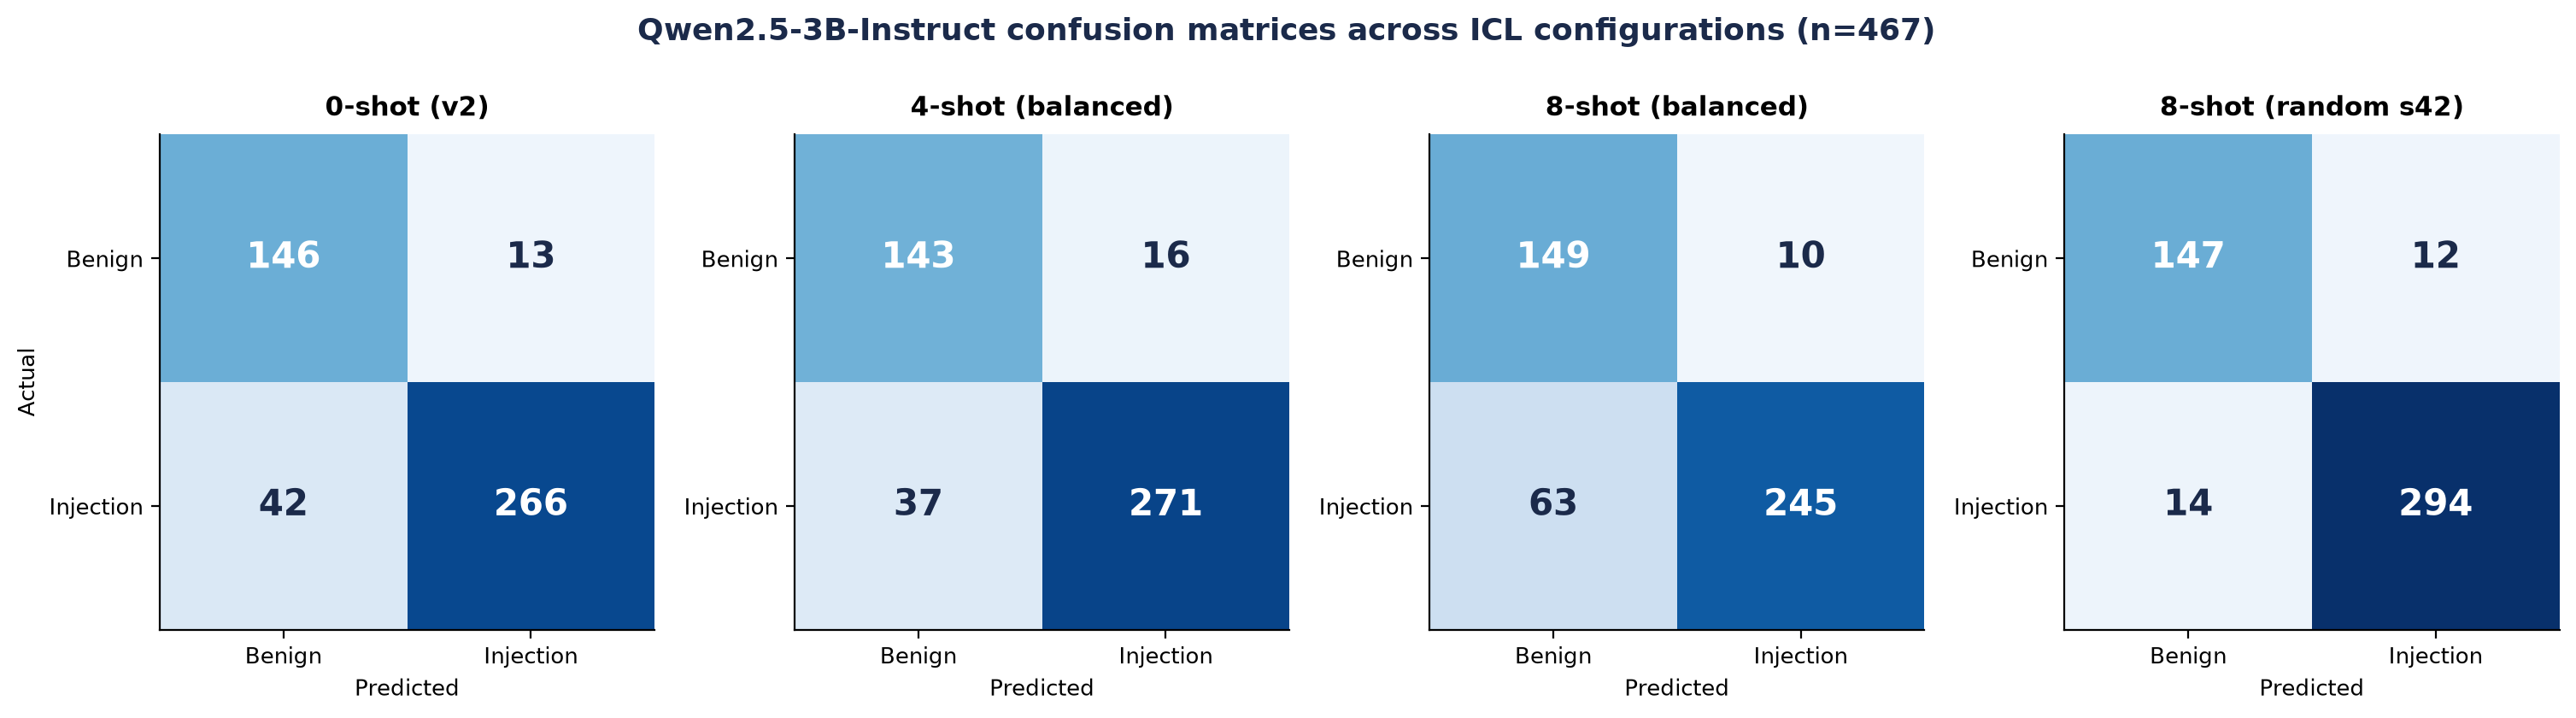 Qwen2.5-3B-Instruct confusion matrices across ICL configurations (n=467)
0-shot (v2)
Actual
Benign
146
13
Injection
42
266
Benign
Injection
Predicted
4-shot (balanced)
Benign
143
16
Injection
37
271
Benign
Injection
Predicted
8-shot (balanced)
Benign
149
10
Injection
63
245
Benign
Injection
Predicted
8-shot (random s42)
Benign
147
12
Injection
14
294
Benign
Injection
Predicted